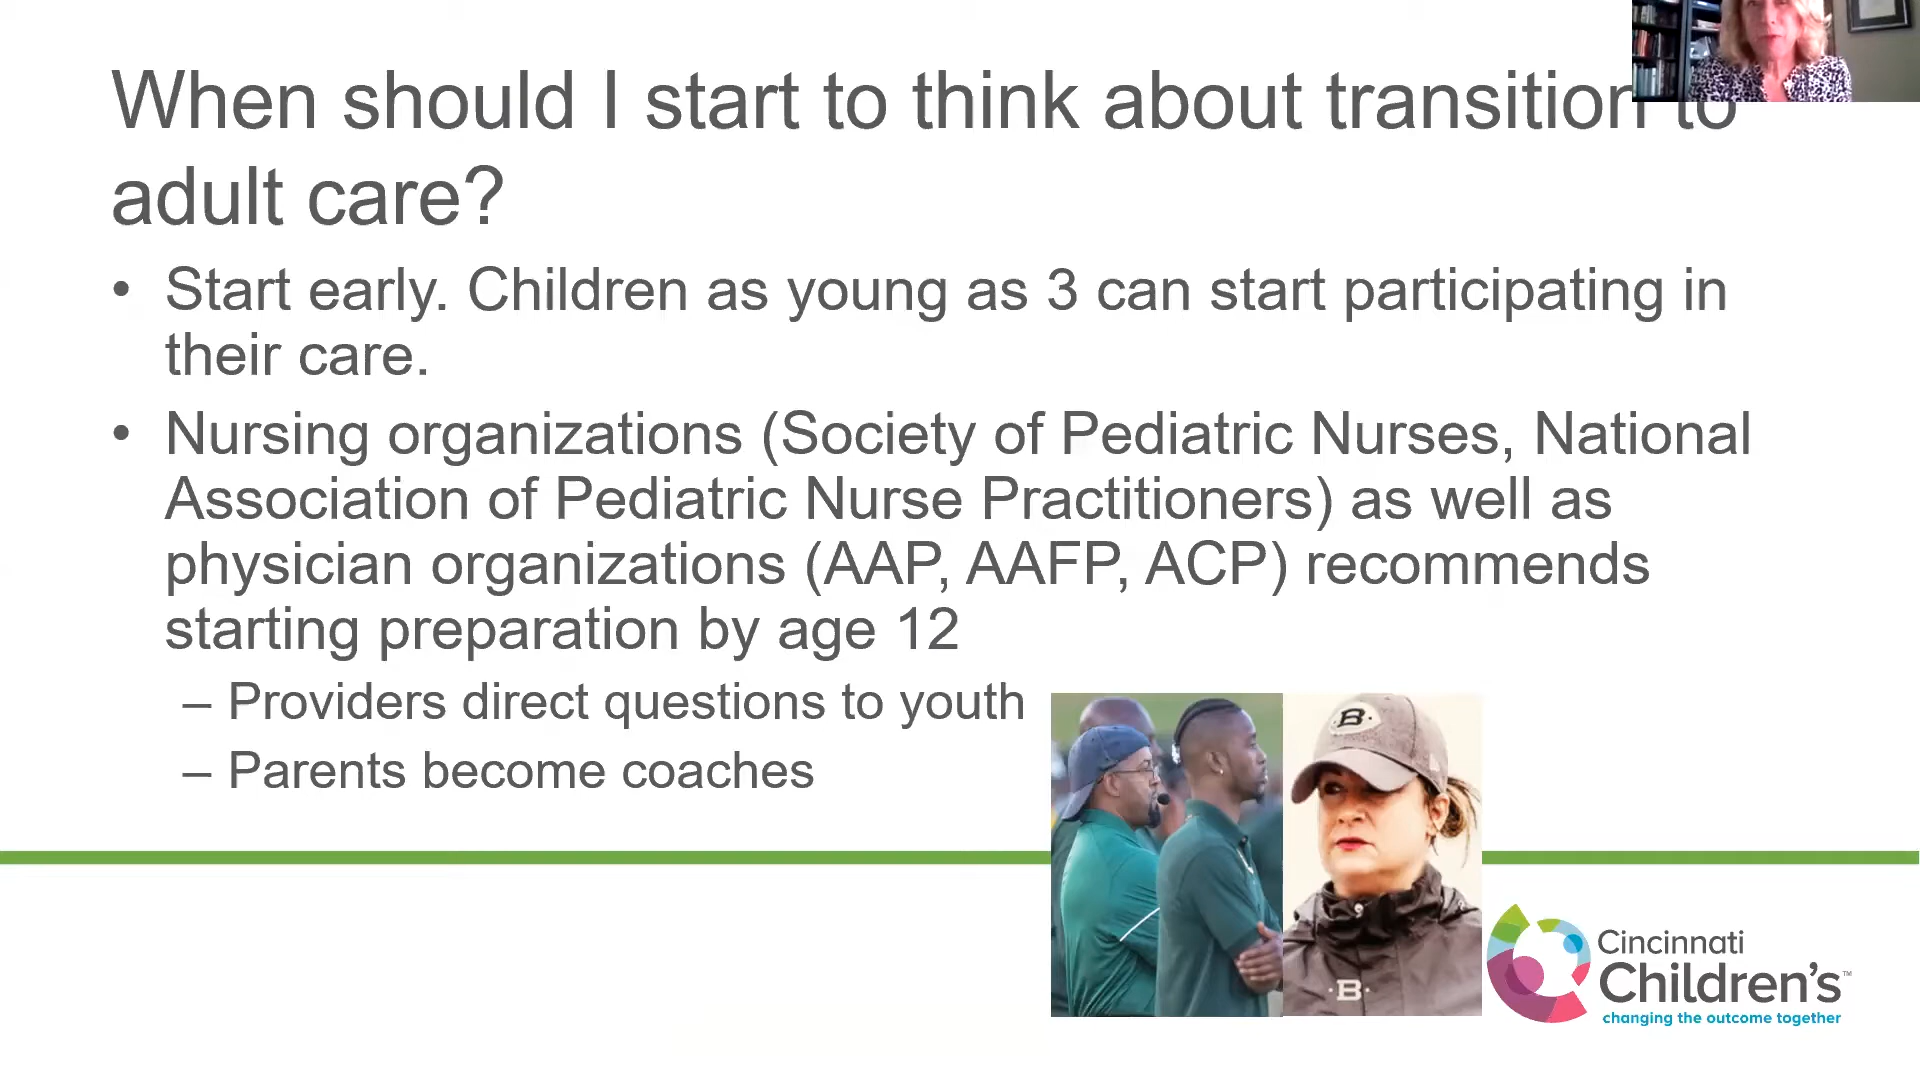 When should I start to think about transition to
adult care?
• Start early. Children as young as 3 can start participating in
their care.
• Nursing organizations (Society of Pediatric Nurses, National
Association of Pediatric Nurse Practitioners) as well as
physician organizations (AAP, AAFP, ACP) recommends
starting preparation by age 12
– Providers direct questions to youth
– Parents become coaches
B
·B·
Cincinnati
Children's™
changing the outcome together